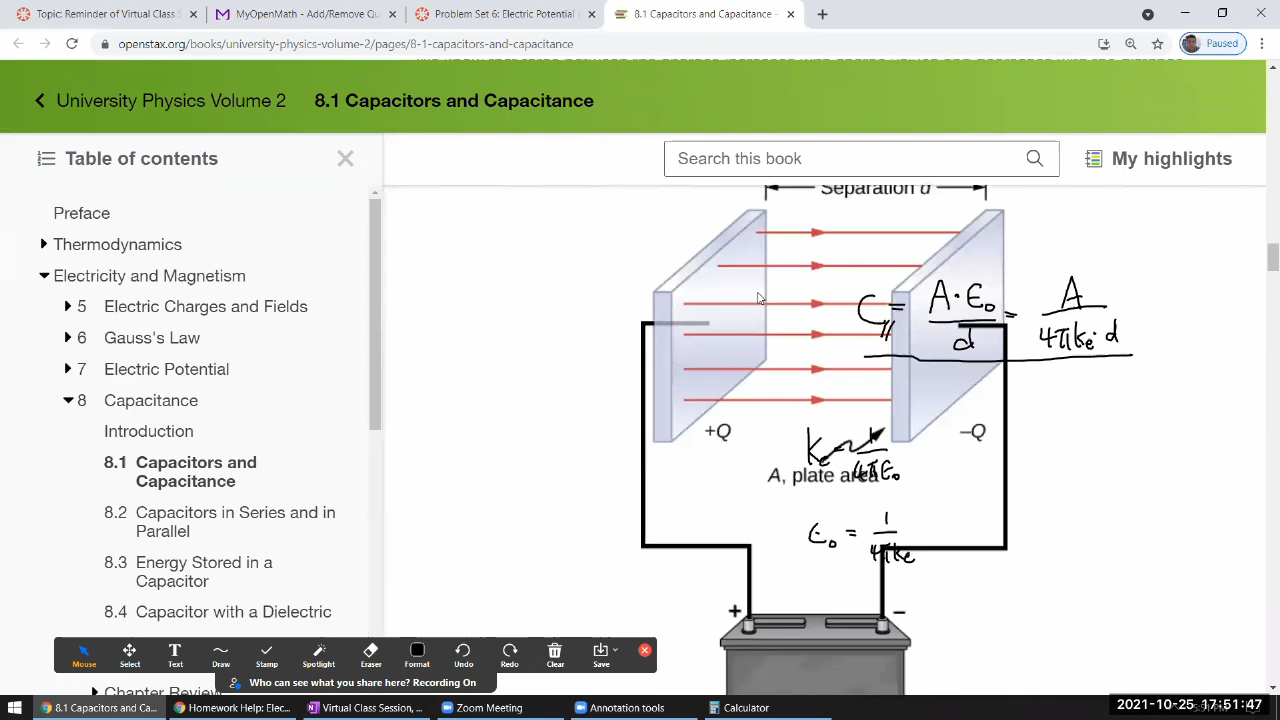 Topic: Reminder of Virtual Class S
MyOpenMath - Add/Remove Qu
Problem Set 6: Electric Potential
8.1 Capacitors and Capacitance -
openstax.org/books/university-physics-volume-2/pages/8-1-capacitors-and-capacitance
Paused
University Physics Volume 2
8.1 Capacitors and Capacitance
Table of contents
Search this book
My highlights
Preface
Thermodynamics
Electricity and Magnetism
5 Electric Charges and Fields
6 Gauss's Law
7 Electric Potential
8 Capacitance
Introduction
8.1 Capacitors and
Capacitance
8.2 Capacitors in Series and in
Parallel
8.3 Energy Stored in a
Capacitor
8.4 Capacitor with a Dielectric
Chapter Review
Separation d
C∥ = A·ε₀/d = A/4πkₑ·d
+Q
−Q
kₑ = 1/4πε₀
A, plate area
ε₀ = 1/4πkₑ
+
−
Mouse
Select
Text
Draw
Stamp
Spotlight
Eraser
Format
Undo
Redo
Clear
Save
Who can see what you share here? Recording On
8.1 Capacitors and Ca...
Homework Help: Elec...
Virtual Class Session, ...
Zoom Meeting
Annotation tools
Calculator
2021-10-25 17:51:47